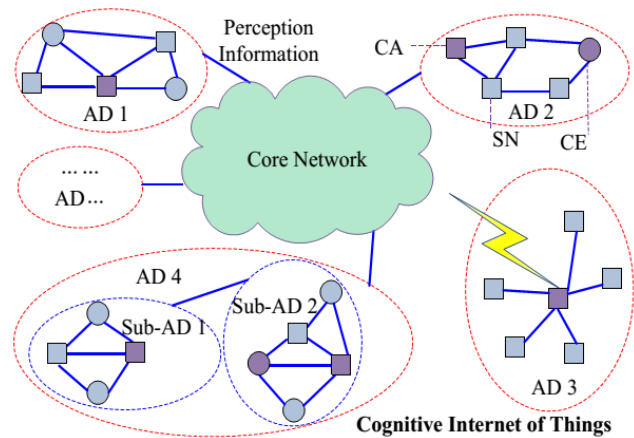 Perception
Information
CA
AD 1
AD 2
SN
CE
Core Network
... ...
AD...
AD 4
Sub-AD 1
Sub-AD 2
AD 3
Cognitive Internet of Things